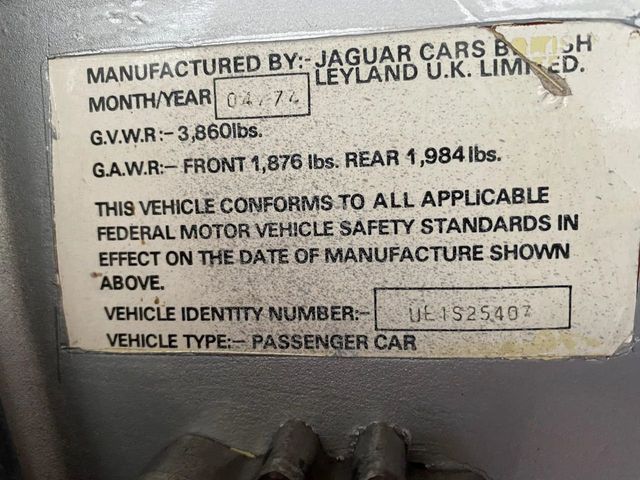 MANUFACTURED BY:- JAGUAR CARS BRITISH
LEYLAND U.K. LIMITED.
MONTH/YEAR 04/74
G.V.W.R:- 3,860lbs.
G.A.W.R:- FRONT 1,876 lbs. REAR 1,984 lbs.
THIS VEHICLE CONFORMS TO ALL APPLICABLE
FEDERAL MOTOR VEHICLE SAFETY STANDARDS IN
EFFECT ON THE DATE OF MANUFACTURE SHOWN
ABOVE.
VEHICLE IDENTITY NUMBER:- UE1S25407
VEHICLE TYPE:- PASSENGER CAR